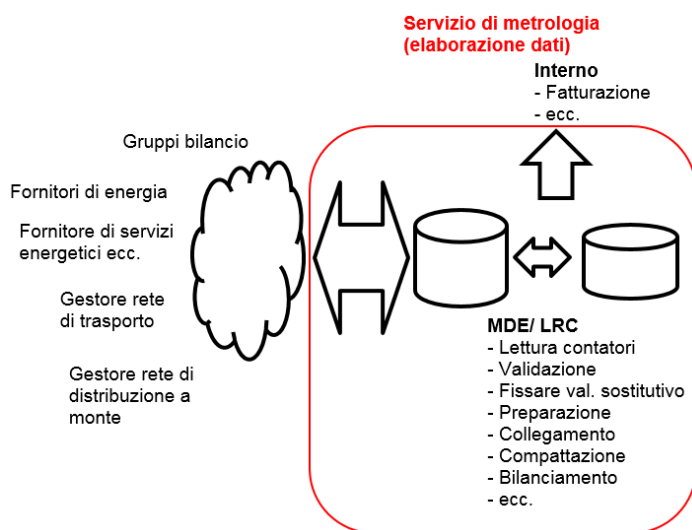 Servizio di metrologia
(elaborazione dati)
Interno
- Fatturazione
- ecc.
Gruppi bilancio
Fornitori di energia
Fornitore di servizi
energetici ecc.
Gestore rete
di trasporto
Gestore rete di
distribuzione a
monte
MDE/ LRC
- Lettura contatori
- Validazione
- Fissare val. sostitutivo
- Preparazione
- Collegamento
- Compattazione
- Bilanciamento
- ecc.